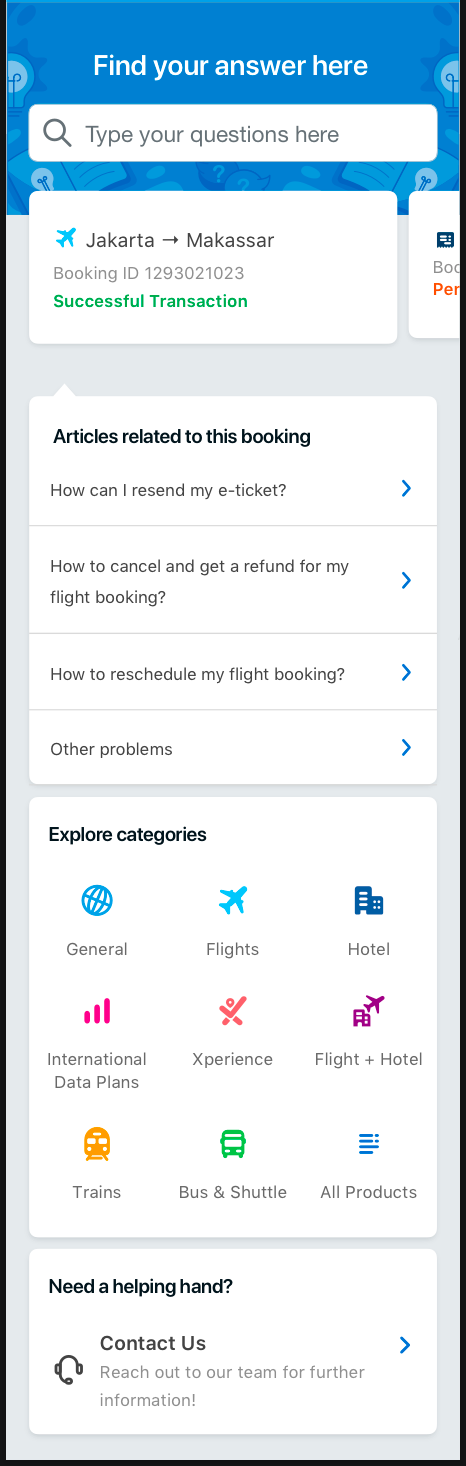 Find your answer here
Type your questions here
Jakarta → Makassar
Booking ID 1293021023
Successful Transaction
Articles related to this booking
How can I resend my e-ticket?
How to cancel and get a refund for my
flight booking?
How to reschedule my flight booking?
Other problems
Explore categories
General
Flights
Hotel
International
Data Plans
Xperience
Flight + Hotel
Trains
Bus & Shuttle
All Products
Need a helping hand?
Contact Us
Reach out to our team for further
information!